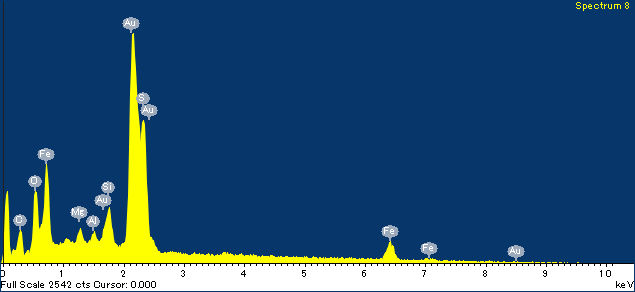 Spectrum 8
Au
S
Au
Fe
O
Si
Au
Mg
C
Al
Fe
Fe
Au
0 1 2 3 4 5 6 7 8 9 10
Full Scale 2542 cts Cursor: 0.000 keV